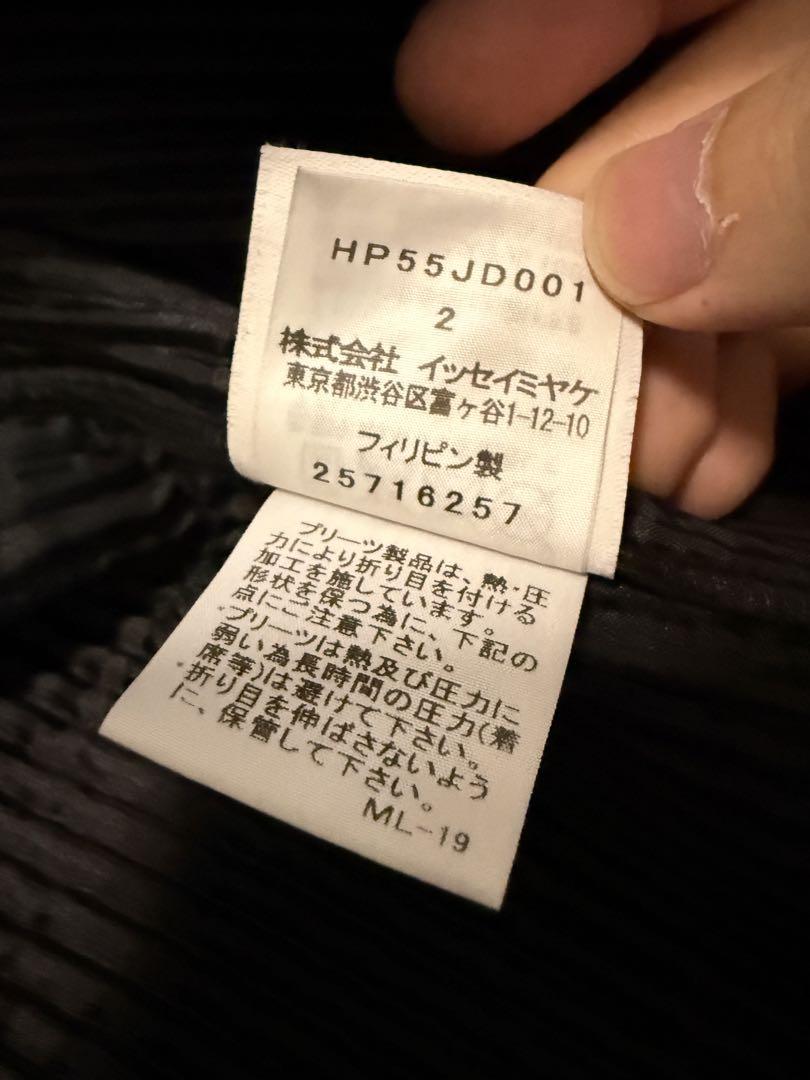 HP55JD001
2
株式会社 イッセイミヤケ
東京都渋谷区富ヶ谷1-12-10
フィリピン製
25716257
プリーツ製品は、熱・圧
力により折り目を付ける
加工を施しています。
形状を保つ為に、下記の
点にご注意下さい。
・プリーツは熱及び圧力に
弱い為長時間の圧力(着
席等)は避けて下さい。
・折り目を伸ばさないよう
に、保管して下さい。
ML-19